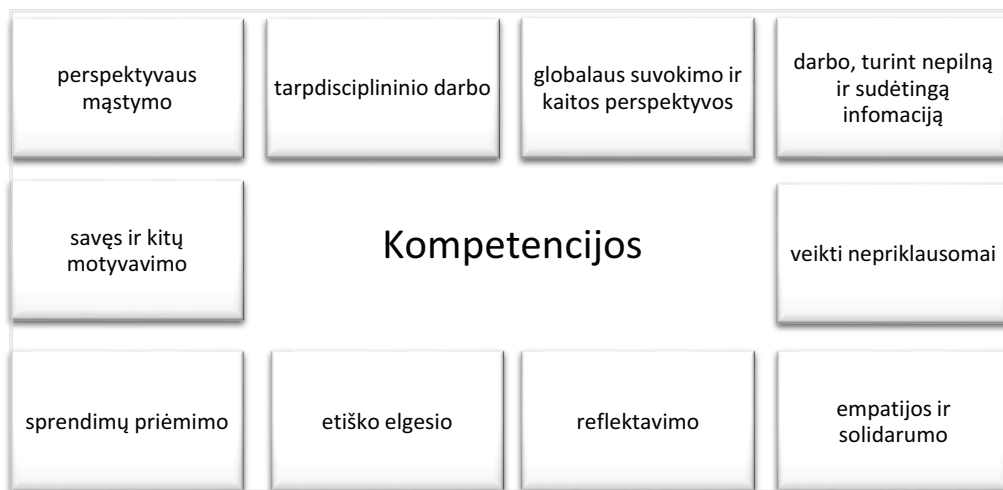 perspektyvaus
mąstymo
tarpdisciplininio darbo
globalaus suvokimo ir
kaitos perspektyvos
darbo, turint nepilną
ir sudėtingą
infomaciją
savęs ir kitų
motyvavimo
Kompetencijos
veikti nepriklausomai
sprendimų priėmimo
etiško elgesio
reflektavimo
empatijos ir
solidarumo